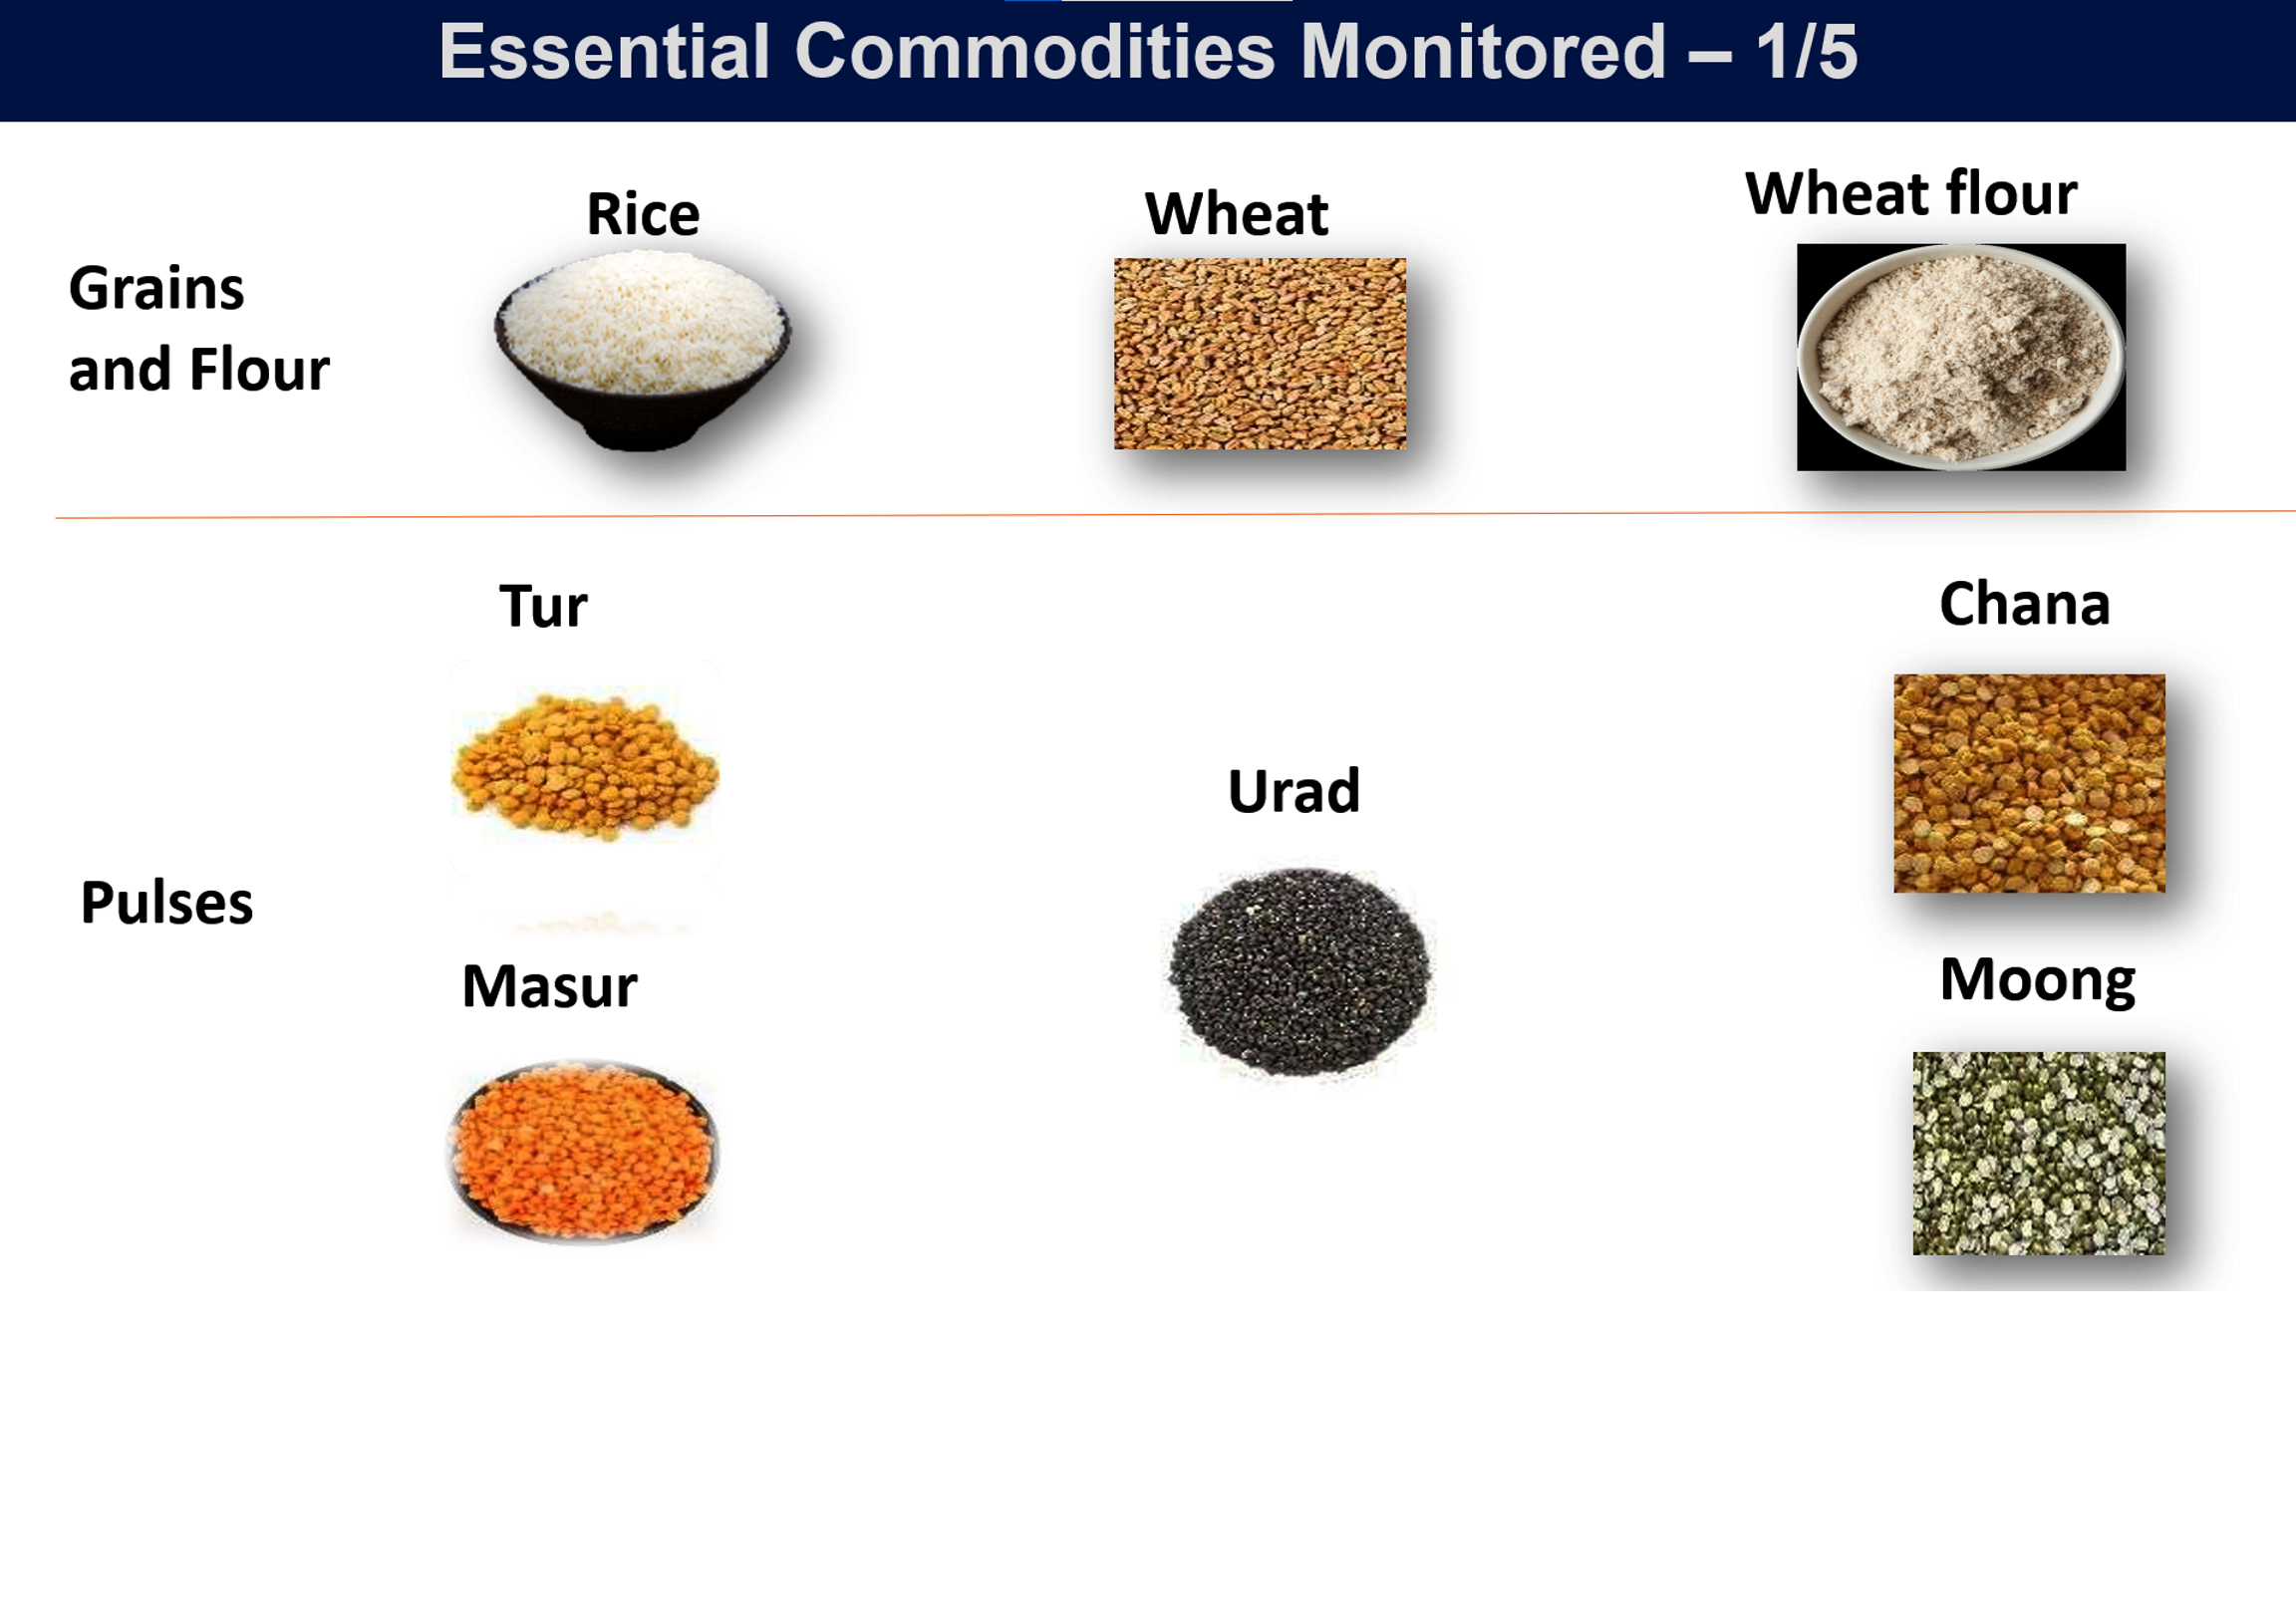 Essential Commodities Monitored – 1/5
Rice
Wheat
Wheat flour
Grains
and Flour
Tur
Chana
Urad
Pulses
Masur
Moong